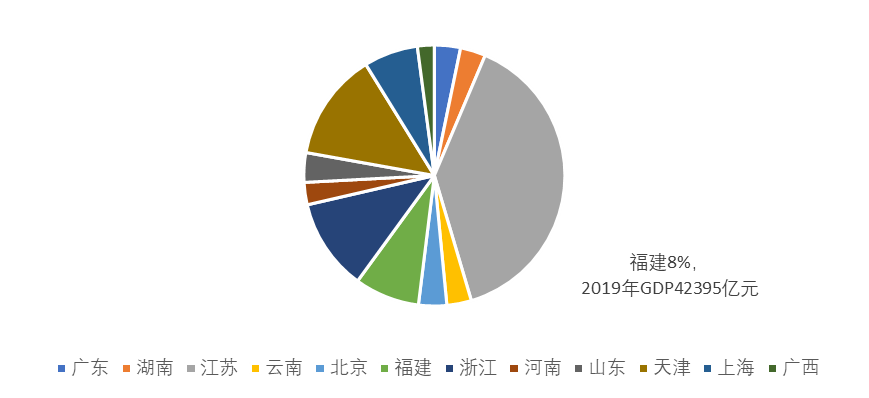 福建8%,
2019年GDP42395亿元
广东 湖南 江苏 云南 北京 福建 浙江 河南 山东 天津 上海 广西